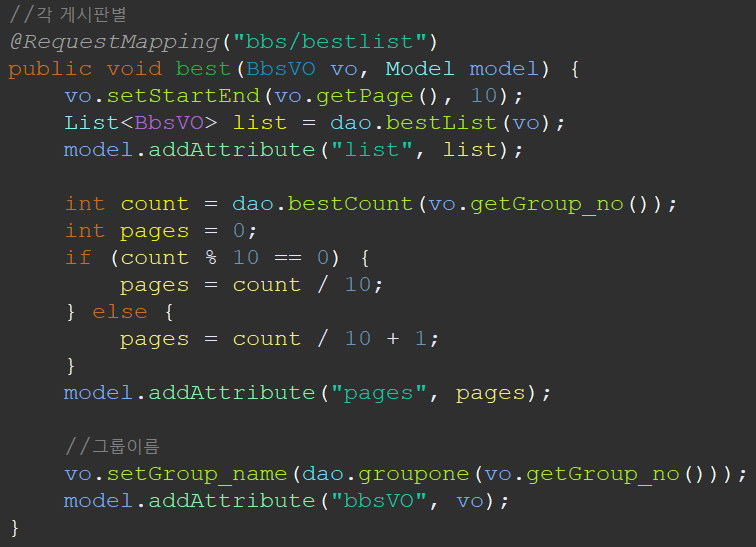 //각 게시판별
@RequestMapping("bbs/bestlist")
public void best(BbsVO vo, Model model) {
    vo.setStartEnd(vo.getPage(), 10);
    List<BbsVO> list = dao.bestList(vo);
    model.addAttribute("list", list);

    int count = dao.bestCount(vo.getGroup_no());
    int pages = 0;
    if (count % 10 == 0) {
        pages = count / 10;
    } else {
        pages = count / 10 + 1;
    }
    model.addAttribute("pages", pages);

    //그룹이름
    vo.setGroup_name(dao.groupone(vo.getGroup_no()));
    model.addAttribute("bbsVO", vo);
}